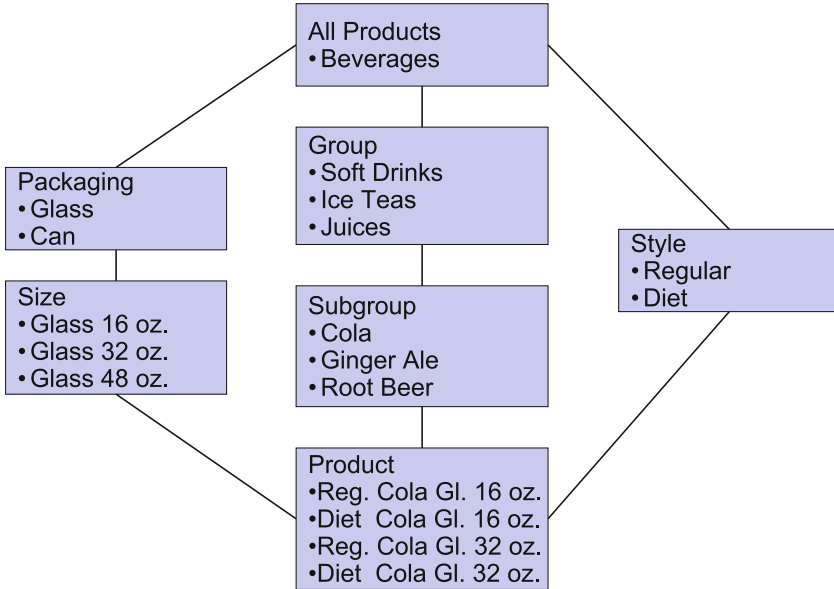 All Products
•Beverages
Group
•Soft Drinks
•Ice Teas
•Juices
Packaging
•Glass
•Can
Style
•Regular
•Diet
Size
•Glass 16 oz.
•Glass 32 oz.
•Glass 48 oz.
Subgroup
•Cola
•Ginger Ale
•Root Beer
Product
•Reg. Cola Gl. 16 oz.
•Diet Cola Gl. 16 oz.
•Reg. Cola Gl. 32 oz.
•Diet Cola Gl. 32 oz.